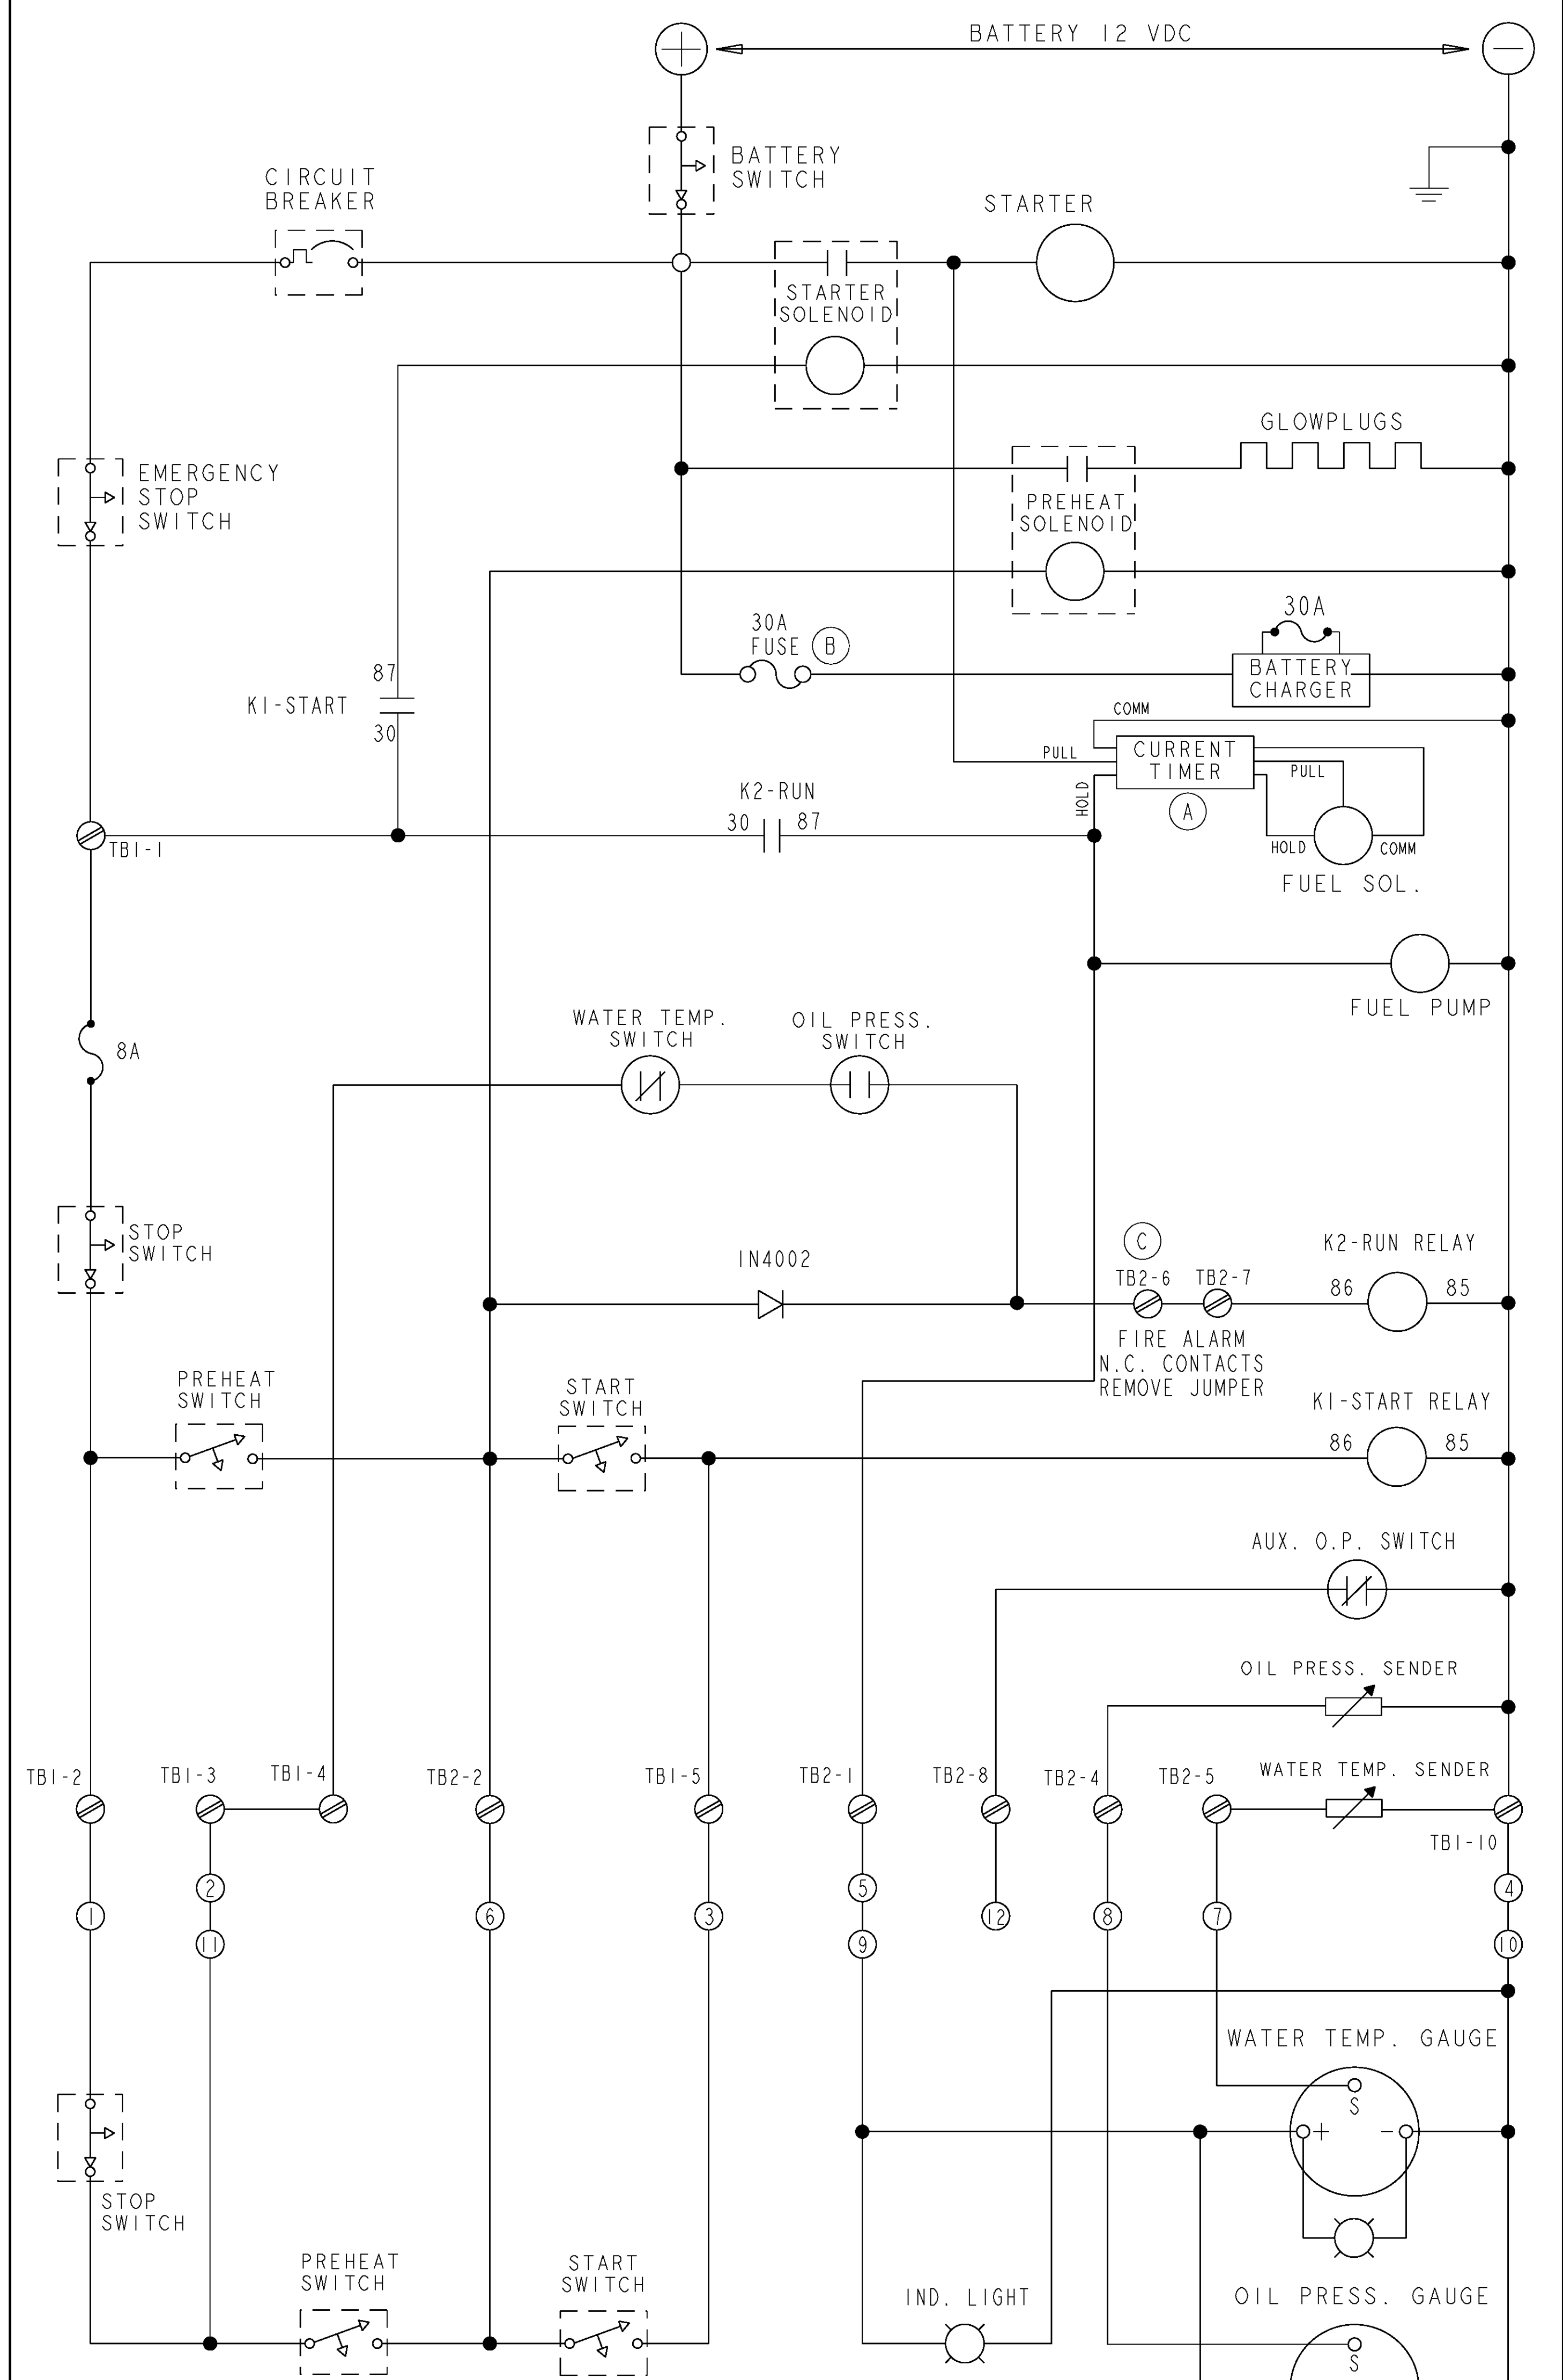 BATTERY 12 VDC
BATTERY
SWITCH
CIRCUIT
BREAKER
STARTER
STARTER
SOLENOID
GLOWPLUGS
EMERGENCY
STOP
SWITCH
PREHEAT
SOLENOID
30A
FUSE
B
30A
BATTERY
CHARGER
87
K1-START
30
COMM
PULL
CURRENT
TIMER
PULL
HOLD
A
K2-RUN
30
87
TB1-1
HOLD
COMM
FUEL SOL.
FUEL PUMP
8A
WATER TEMP.
SWITCH
OIL PRESS.
SWITCH
STOP
SWITCH
IN4002
C
TB2-6
TB2-7
K2-RUN RELAY
86
85
FIRE ALARM
N.C. CONTACTS
REMOVE JUMPER
PREHEAT
SWITCH
START
SWITCH
K1-START RELAY
86
85
AUX. O.P. SWITCH
OIL PRESS. SENDER
WATER TEMP. SENDER
TB1-2
TB1-3
TB1-4
TB2-2
TB1-5
TB2-1
TB2-8
TB2-4
TB2-5
TB1-10
1
2
11
6
3
5
9
12
8
7
4
10
WATER TEMP. GAUGE
S
+
-
STOP
SWITCH
PREHEAT
SWITCH
START
SWITCH
IND. LIGHT
OIL PRESS. GAUGE
S